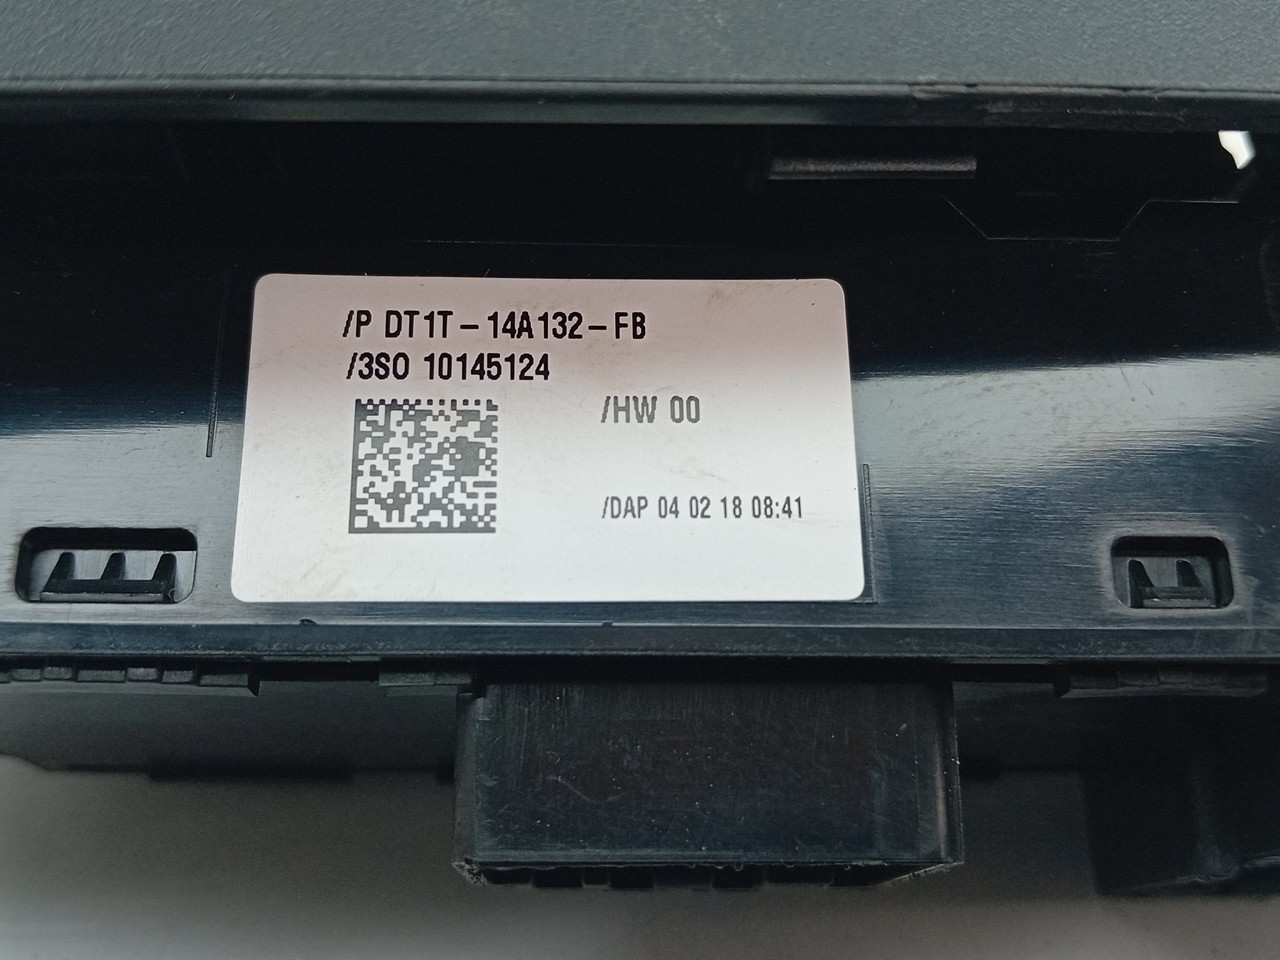 /P DT1T-14A132-FB
/3SO 10145124
/HW 00
/DAP 04 02 18 08:41